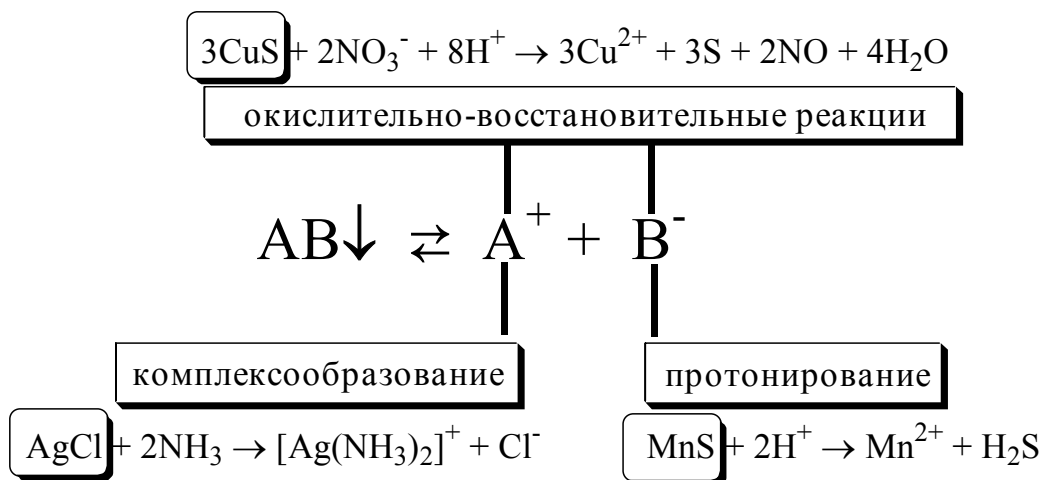 3CuS + 2NO₃⁻ + 8H⁺ → 3Cu²⁺ + 3S + 2NO + 4H₂O
окислительно-восстановительные реакции
AB↓ ⇄ A⁺ + B⁻
комплексообразование
протонирование
AgCl + 2NH₃ → [Ag(NH₃)₂]⁺ + Cl⁻
MnS + 2H⁺ → Mn²⁺ + H₂S